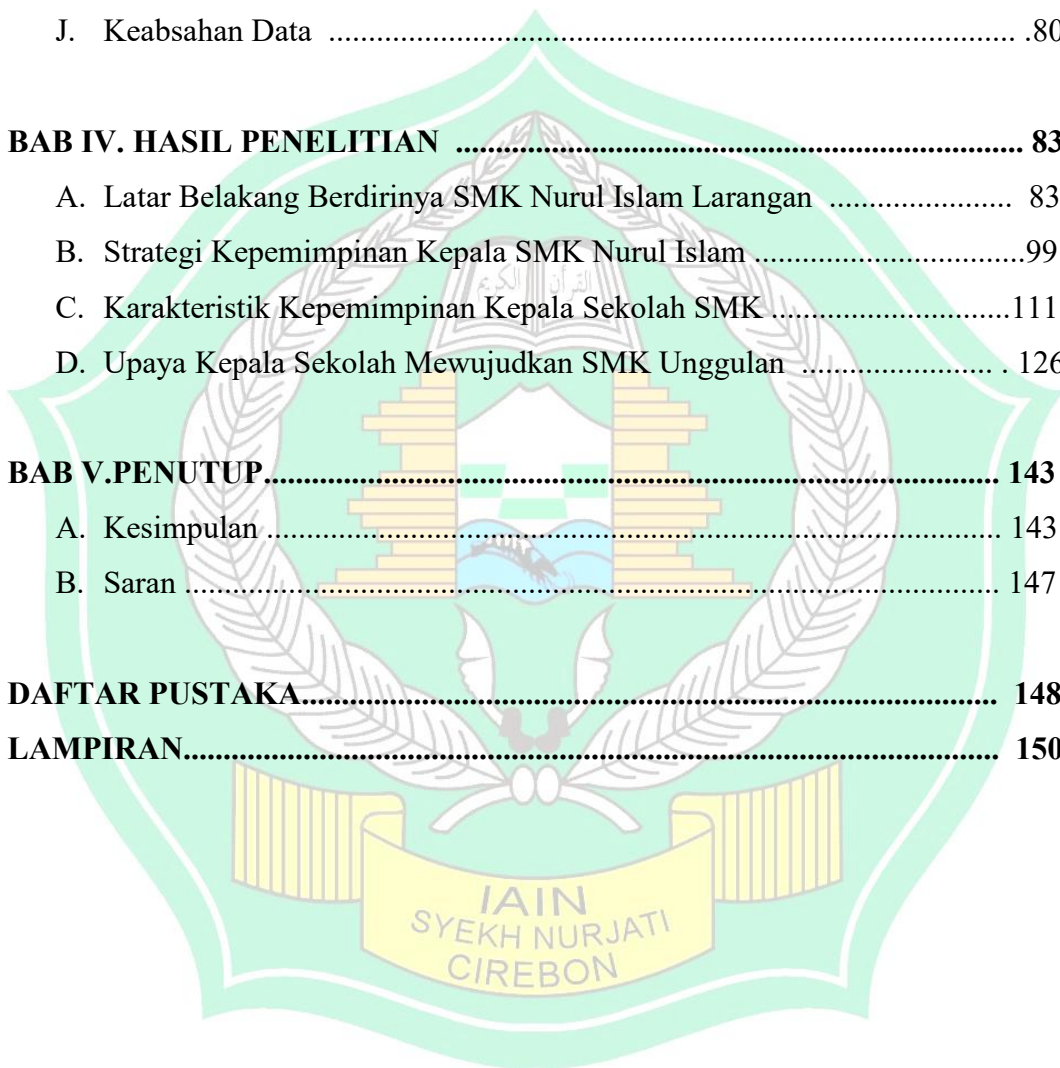 J. Keabsahan Data .......................................................................... .80
BAB IV. HASIL PENELITIAN ....................................................................... 83
A. Latar Belakang Berdirinya SMK Nurul Islam Larangan ...................... 83
B. Strategi Kepemimpinan Kepala SMK Nurul Islam .................................99
C. Karakteristik Kepemimpinan Kepala Sekolah SMK ................................111
D. Upaya Kepala Sekolah Mewujudkan SMK Unggulan ....................... . 126
القرآن الكريم
BAB V.PENUTUP............................................................................................ 143
A. Kesimpulan ........................................................................................... 143
B. Saran ..................................................................................................... 147
DAFTAR PUSTAKA....................................................................................... 148
LAMPIRAN...................................................................................................... 150
IAIN
SYEKH NURJATI
CIREBON